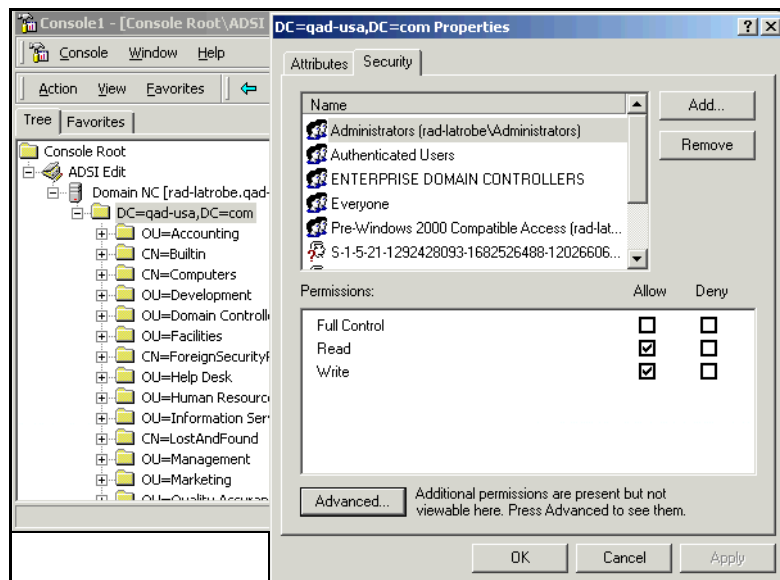 Console1 - [Console Root\ADSI
Console Window Help
Action View Favorites
Tree Favorites
Console Root
ADSI Edit
Domain NC [rad-latrobe.qad-
DC=qad-usa,DC=com
OU=Accounting
CN=Builtin
CN=Computers
OU=Development
OU=Domain Controll
OU=Facilities
CN=ForeignSecurityP
OU=Help Desk
OU=Human Resourc
OU=Information Ser
CN=LostAndFound
OU=Management
OU=Marketing
OU=Quality Assuran
DC=qad-usa,DC=com Properties
Attributes Security
Name
Add...
Administrators (rad-latrobe\Administrators)
Remove
Authenticated Users
ENTERPRISE DOMAIN CONTROLLERS
Everyone
Pre-Windows 2000 Compatible Access (rad-lat...
S-1-5-21-1292428093-1682526488-12026606...
Permissions: Allow Deny
Full Control
Read
Write
Advanced...
Additional permissions are present but not
viewable here. Press Advanced to see them.
OK Cancel Apply